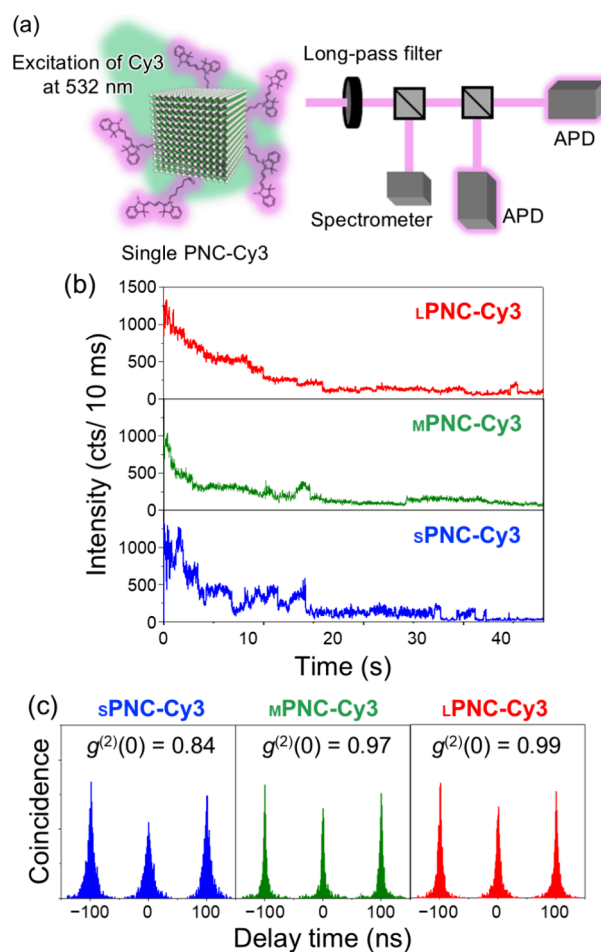 (a)
Excitation of Cy3
at 532 nm
Single PNC-Cy3
Long-pass filter
Spectrometer
APD
APD
(b)
Intensity (cts/ 10 ms)
1500
1000
500
0
LPNC-Cy3
1000
500
0
MPNC-Cy3
1000
500
0
SPNC-Cy3
0 10 20 30 40
Time (s)
(c)
SPNC-Cy3 MPNC-Cy3 LPNC-Cy3
g(2)(0) = 0.84 g(2)(0) = 0.97 g(2)(0) = 0.99
Coincidence
−100 0 100 −100 0 100 −100 0 100
Delay time (ns)